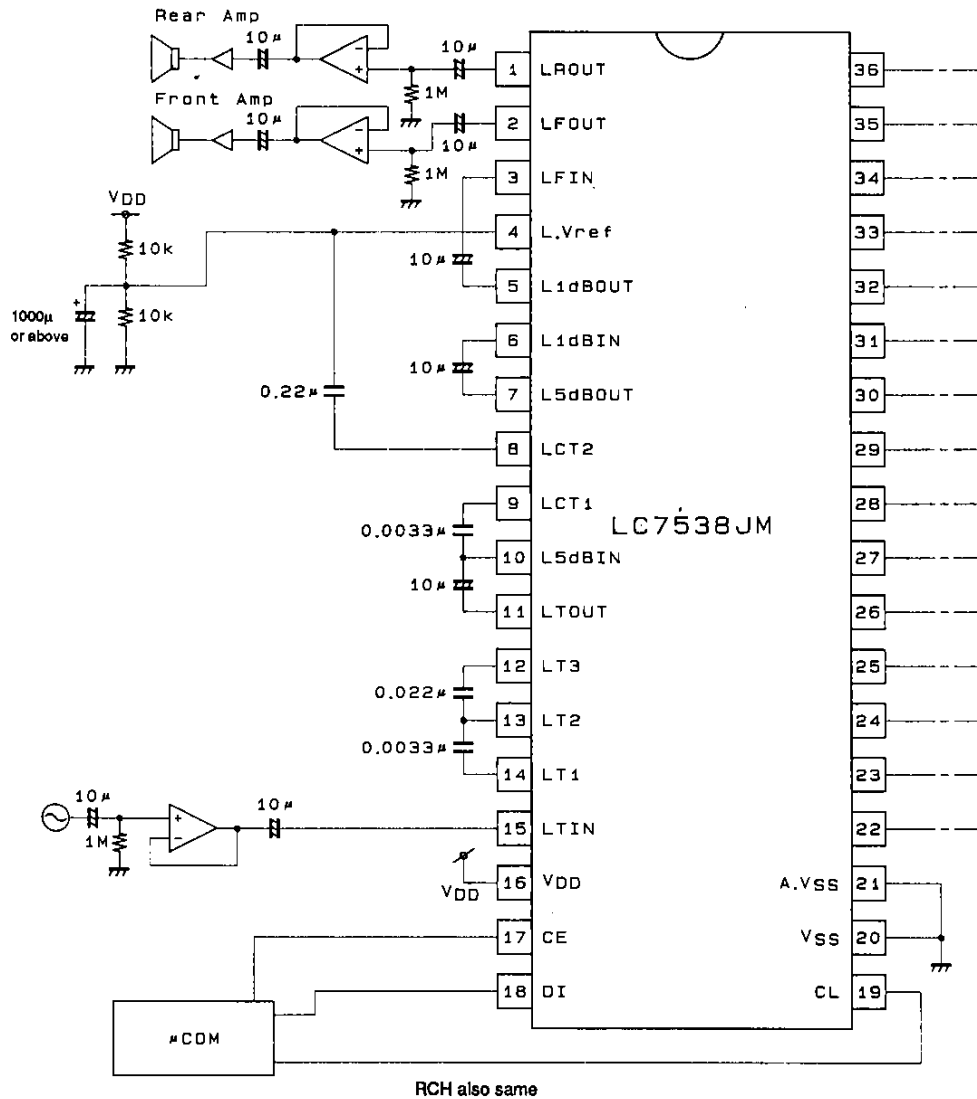 Rear Amp
10µ
10µ
1 LROUT
36
1M
Front Amp
10µ
10µ
2 LFOUT
35
1M
3 LFIN
34
VDD
10k
4 L.Vref
33
10µ
1000µ
or above
+
10k
5 L1dBOUT
32
6 L1dBIN
31
10µ
0.22µ
7 L5dBOUT
30
8 LCT2
29
9 LCT1
28
LC7538JM
0.0033µ
10 L5dBIN
27
10µ
11 LTOUT
26
12 LT3
25
0.022µ
13 LT2
24
0.0033µ
14 LT1
23
10µ
1M
+
−
10µ
15 LTIN
22
VDD
16 VDD
A.VSS 21
17 CE
VSS 20
18 DI
CL 19
µCOM
RCH also same